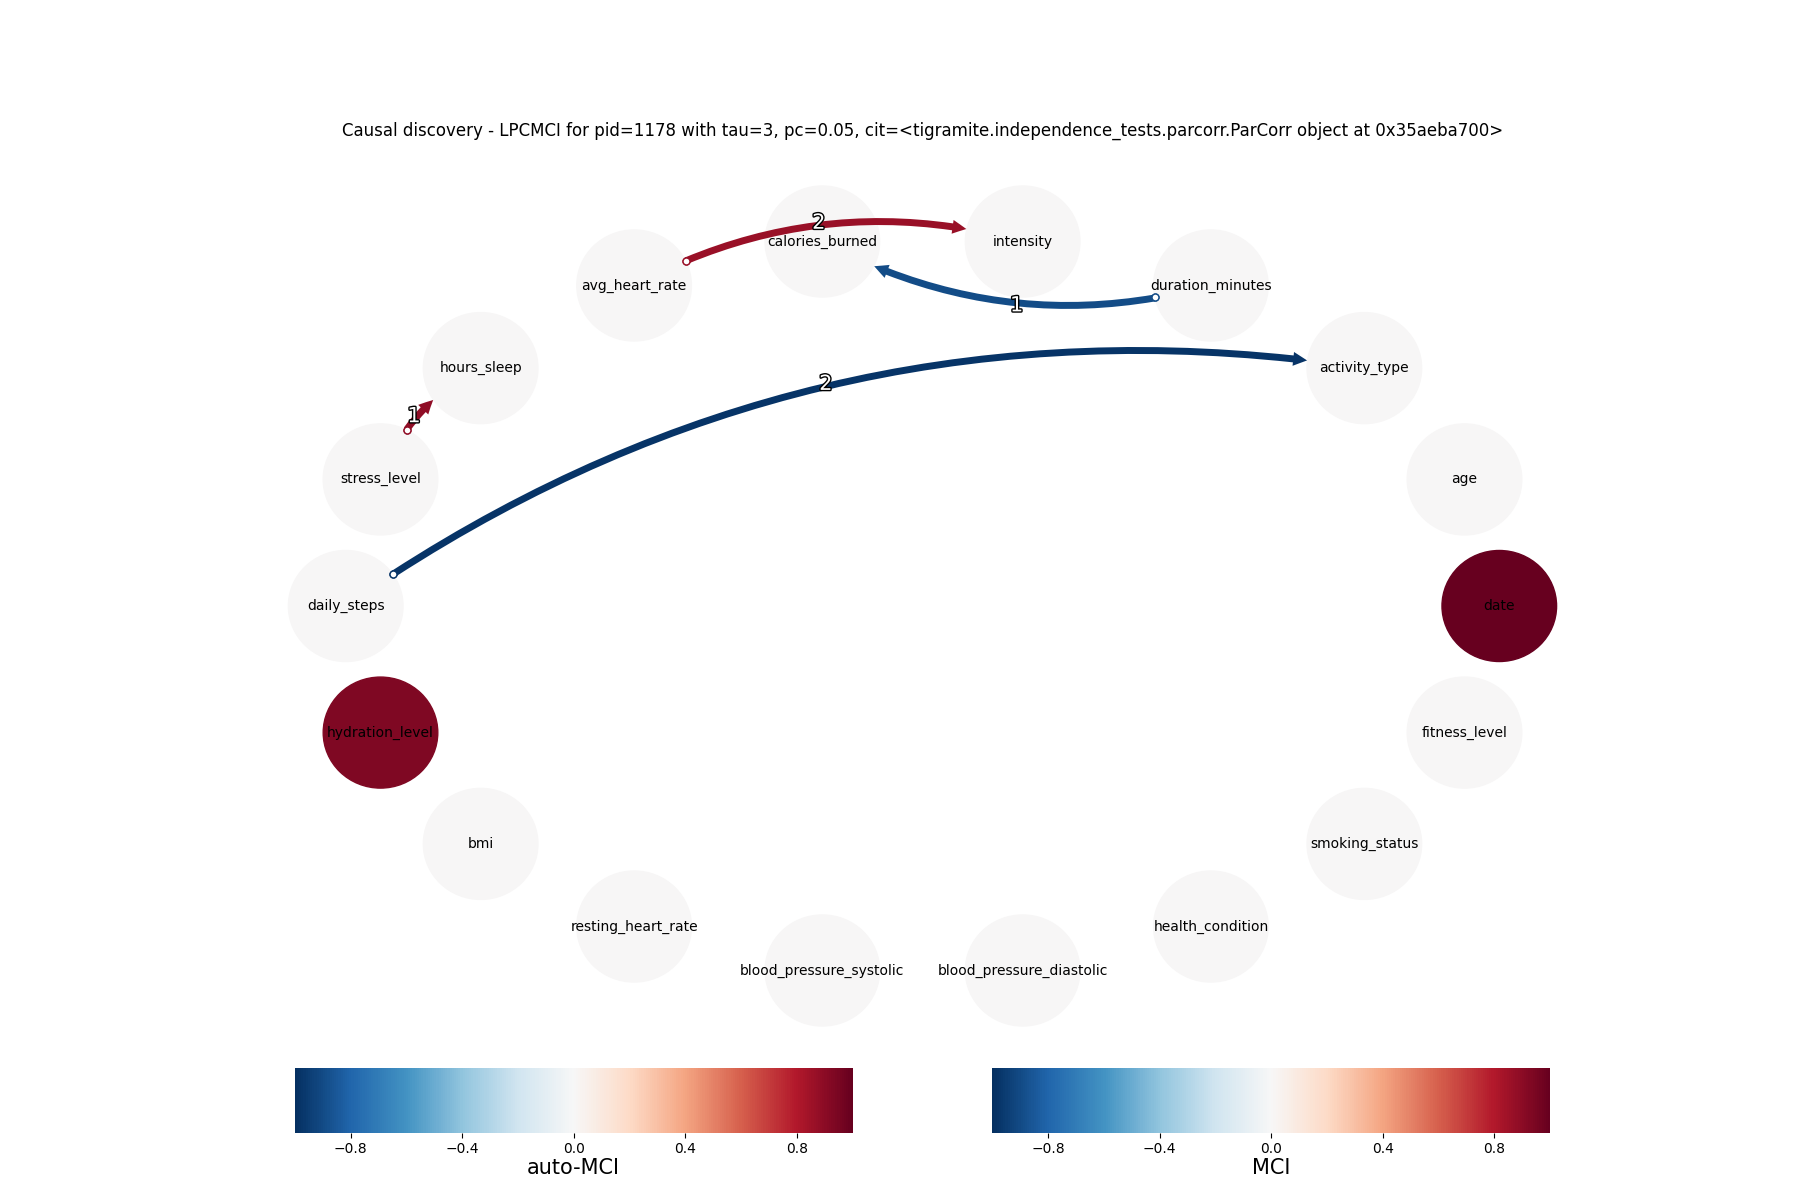 Causal discovery - LPCMCI for pid=1178 with tau=3, pc=0.05, cit=<tigramite.independence_tests.parcorr.ParCorr object at 0x35aeba700>
2
calories_burned
intensity
avg_heart_rate
duration_minutes
1
hours_sleep
2
activity_type
1
stress_level
age
daily_steps
date
hydration_level
fitness_level
bmi
smoking_status
resting_heart_rate
health_condition
blood_pressure_systolic
blood_pressure_diastolic
−0.8 −0.4 0.0 0.4 0.8
auto-MCI
−0.8 −0.4 0.0 0.4 0.8
MCI